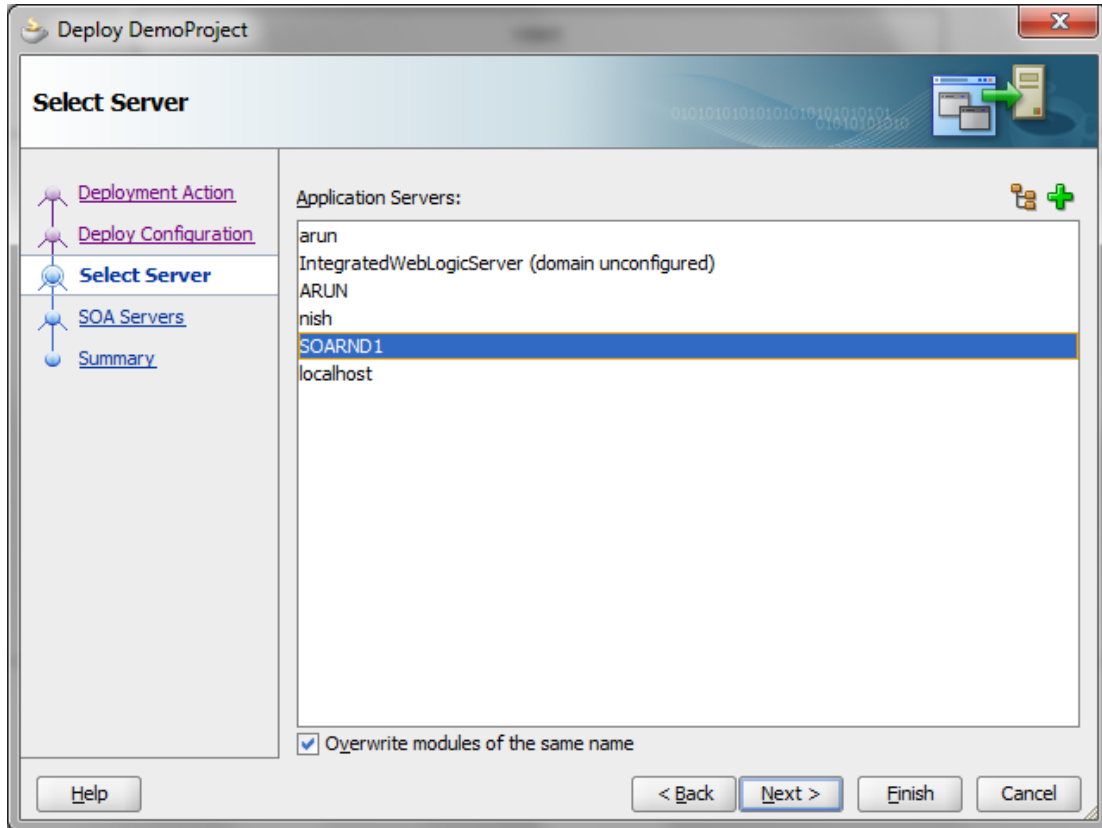 Deploy DemoProject
Select Server
Deployment Action
Deploy Configuration
Select Server
SOA Servers
Summary
Application Servers:
arun
IntegratedWebLogicServer (domain unconfigured)
ARUN
nish
SOARND1
localhost
Overwrite modules of the same name
Help
< Back
Next >
Finish
Cancel